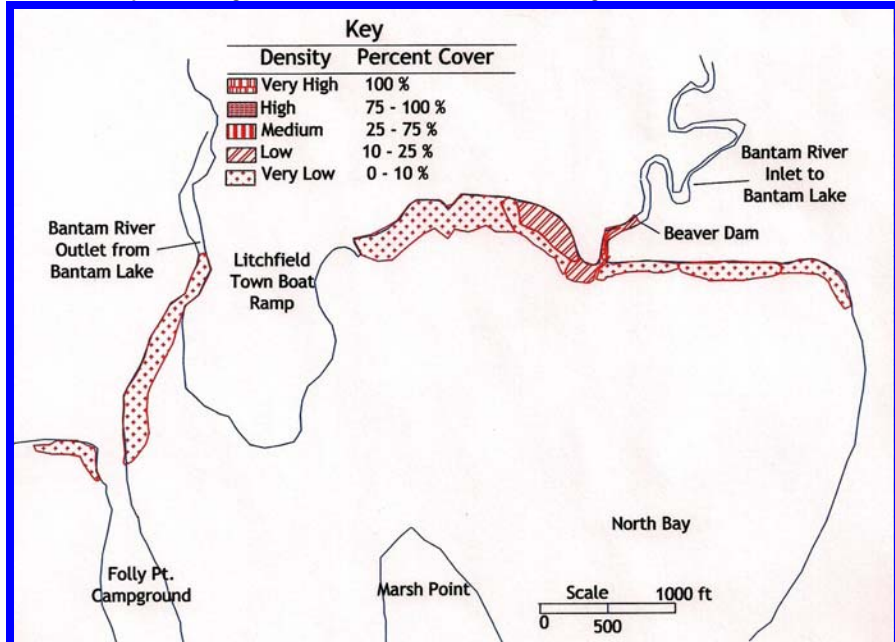 Key
Density Percent Cover
Very High 100 %
High 75 - 100 %
Medium 25 - 75 %
Low 10 - 25 %
Very Low 0 - 10 %
Bantam River
Inlet to
Bantam Lake
Beaver Dam
Bantam River
Outlet from
Bantam Lake
Litchfield
Town Boat
Ramp
North Bay
Folly Pt.
Campground
Marsh Point
Scale 1000 ft
0 500